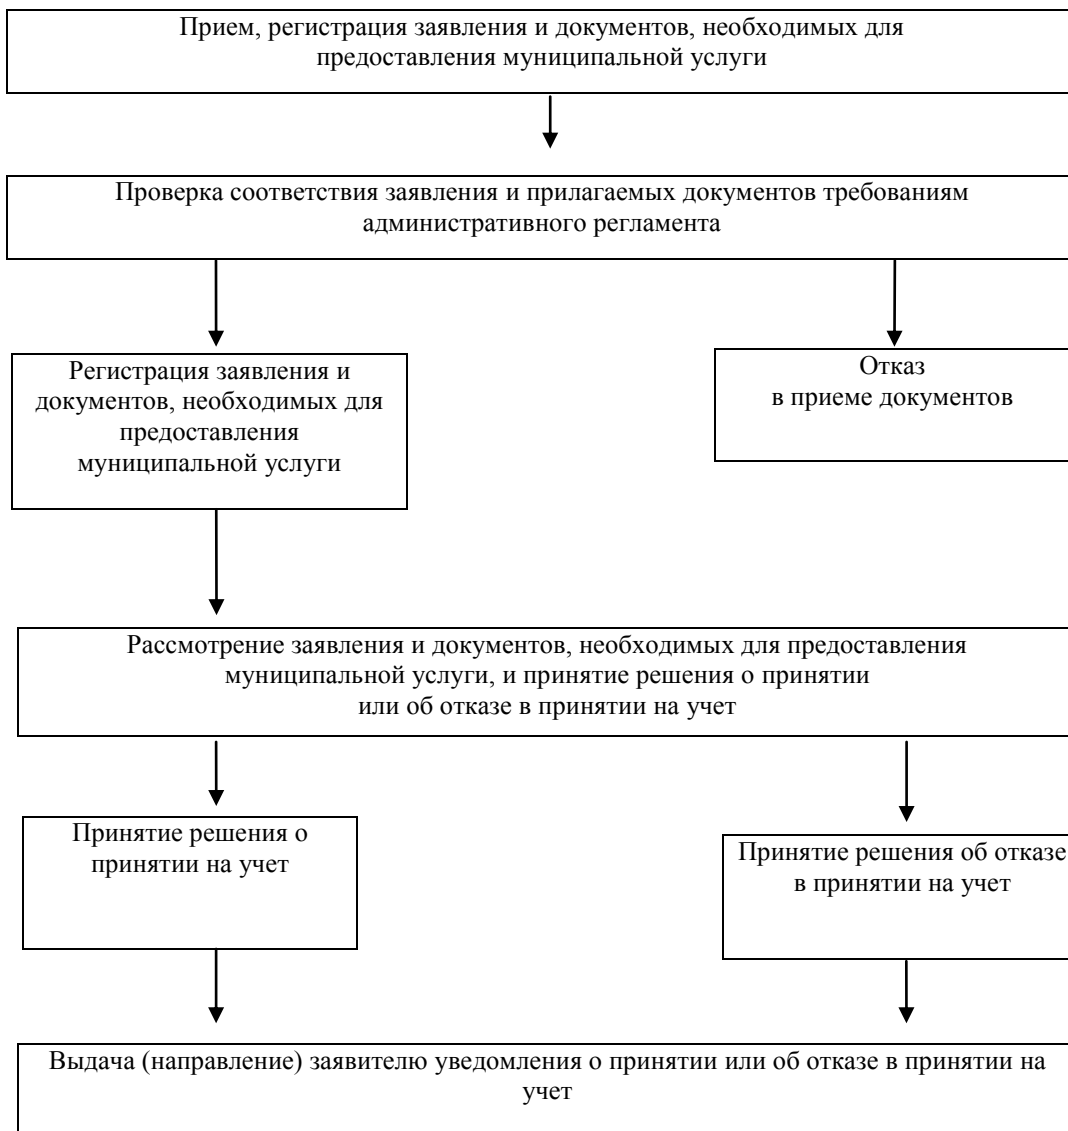 Прием, регистрация заявления и документов, необходимых для
предоставления муниципальной услуги
Проверка соответствия заявления и прилагаемых документов требованиям
административного регламента
Регистрация заявления и
документов, необходимых для
предоставления
муниципальной услуги
Отказ
в приеме документов
Рассмотрение заявления и документов, необходимых для предоставления
муниципальной услуги, и принятие решения о принятии
или об отказе в принятии на учет
Принятие решения о
принятии на учет
Принятие решения об отказе
в принятии на учет
Выдача (направление) заявителю уведомления о принятии или об отказе в принятии на
учет